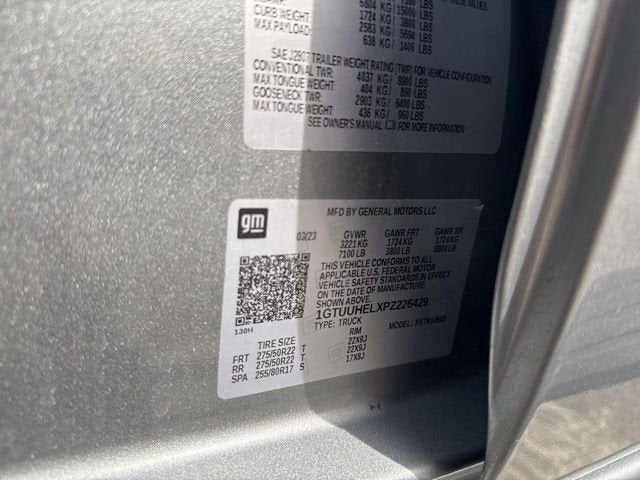 6804 KG/ 15000 LBS
CURB WEIGHT: 1724 KG / 3800 LBS
MAX PAYLOAD: 2583 KG / 5694 LBS
638 KG / 1406 LBS
SAE J2807 TRAILER WEIGHT RATING (TWR) FOR VEHICLE CONFIGURATION
CONVENTIONAL TWR: 4037 KG/ 8900 LBS
MAX TONGUE WEIGHT: 404 KG / 890 LBS
GOOSENECK TWR: 2903 KG/ 6400 LBS
MAX TONGUE WEIGHT: 436 KG / 960 LBS
SEE OWNER'S MANUAL FOR MORE INFORMATION
gm
MFD BY GENERAL MOTORS LLC
03/23 GVWR GAWR FRT GAWR RR
3221 KG 1724 KG 1724 KG
7100 LB 3800 LB 3800 LB
THIS VEHICLE CONFORMS TO ALL
APPLICABLE U.S. FEDERAL MOTOR
VEHICLE SAFETY STANDARDS IN EFFECT
ON THE DATE OF MANUFACTURE
SHOWN ABOVE.
1GTUUHELXPZ226429
TYPE: TRUCK MODEL:
130H
TIRE SIZE RIM
FRT 275/50R22 T 22X9J
RR 275/50R22 T 22X9J
SPA 255/80R17 S 17X8J